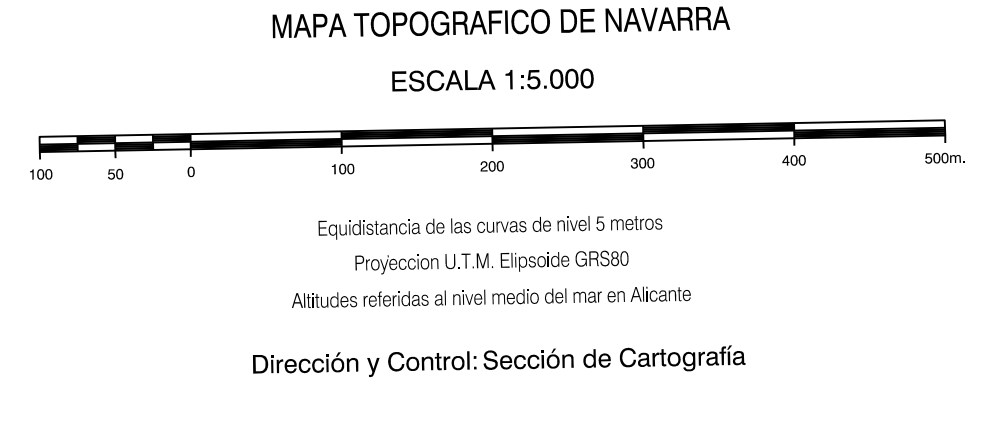 MAPA TOPOGRAFICO DE NAVARRA
ESCALA 1:5.000
100 50 0 100 200 300 400 500m.
Equidistancia de las curvas de nivel 5 metros
Proyeccion U.T.M. Elipsoide GRS80
Altitudes referidas al nivel medio del mar en Alicante
Dirección y Control: Sección de Cartografía